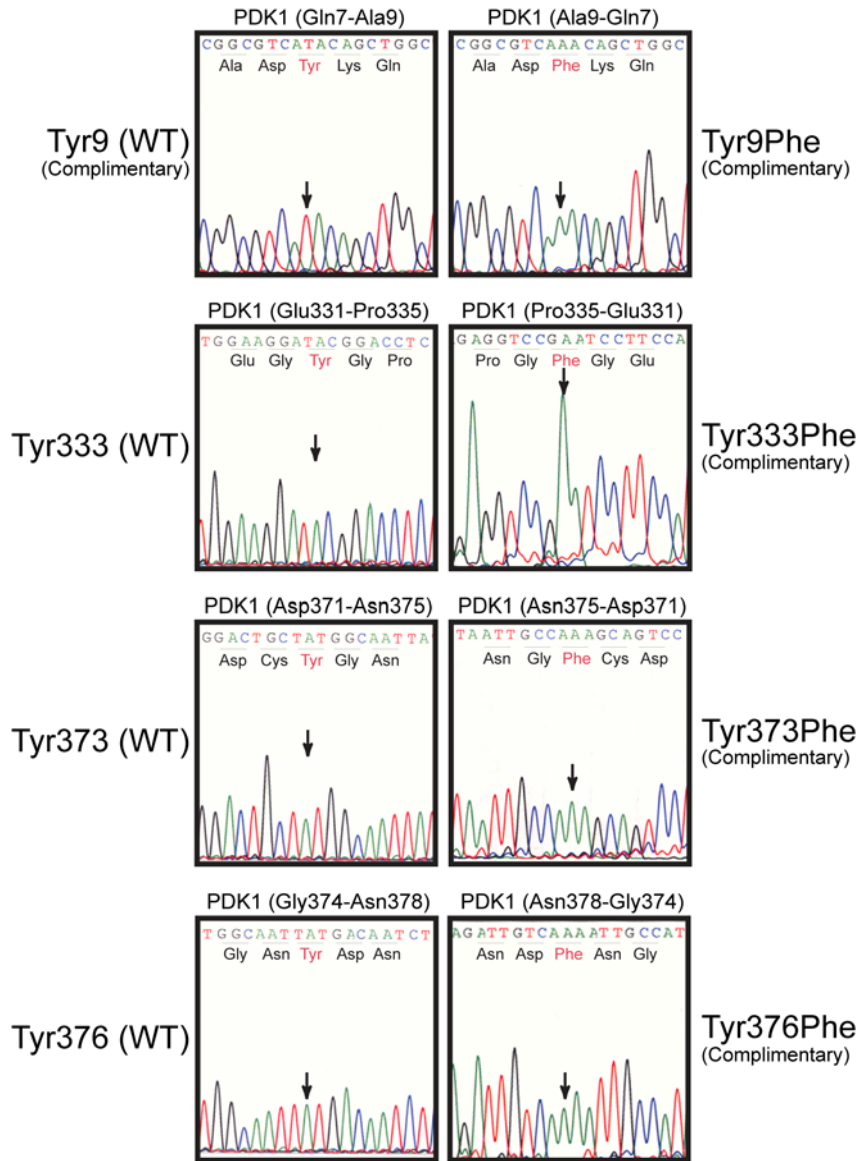 PDK1 (Gln7-Ala9)
CGGCGTCATACAGCTGGC
Ala Asp Tyr Lys Gln
Tyr9 (WT)
(Complimentary)
PDK1 (Ala9-Gln7)
CGGCGTCAAACAGCTGGC
Ala Asp Phe Lys Gln
Tyr9Phe
(Complimentary)
PDK1 (Glu331-Pro335)
TGGAAGGATACGGACCTC
Glu Gly Tyr Gly Pro
Tyr333 (WT)
PDK1 (Pro335-Glu331)
GAGGTCCGAATCCTTCCA
Pro Gly Phe Gly Glu
Tyr333Phe
(Complimentary)
PDK1 (Asp371-Asn375)
GGACTGCTATGGCAATTA
Asp Cys Tyr Gly Asn
Tyr373 (WT)
PDK1 (Asn375-Asp371)
TAATTGCCAAAGCAGTCC
Asn Gly Phe Cys Asp
Tyr373Phe
(Complimentary)
PDK1 (Gly374-Asn378)
TGGCAATTATGACAATCT
Gly Asn Tyr Asp Asn
Tyr376 (WT)
PDK1 (Asn378-Gly374)
AGATTGTCAAAATTGCCAT
Asn Asp Phe Asn Gly
Tyr376Phe
(Complimentary)